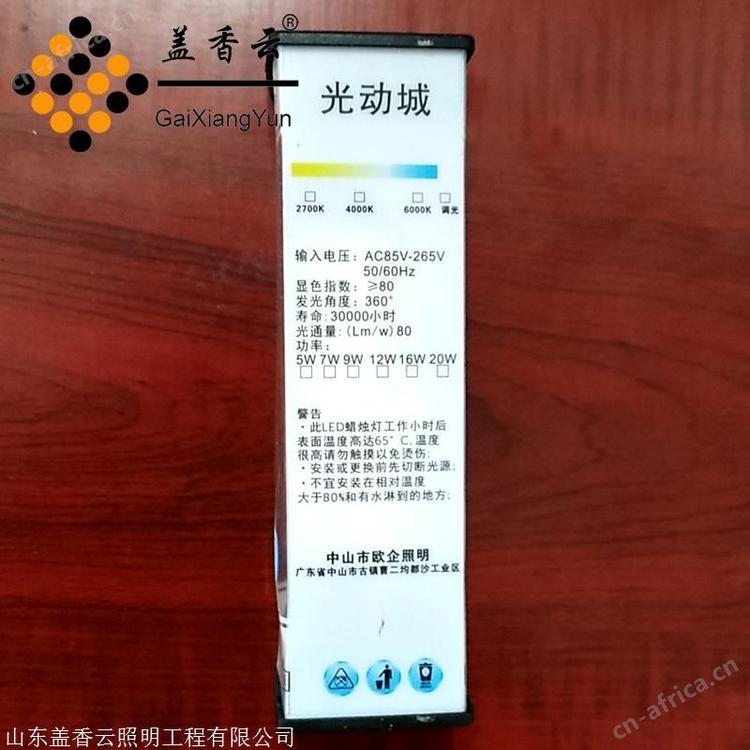 盖香云®
GaiXiangYun
光动城
2700K 4000K 6000K 调光
输入电压：AC85V-265V
50/60Hz
显色指数：≥80
发光角度：360°
寿命:30000小时
光通量:(Lm/w)80
功率：
5W 7W 9W 12W 16W 20W
警告
·此LED蜡烛灯工作小时后
表面温度高达65°C,温度
很高请勿触摸以免烫伤;
·安装或更换前先切断光源;
·不宜安装在相对温度
大于80%和有水淋到的地方;
中山市欧企照明
广东省中山市古镇曹二均都沙工业区
cn-africa.cn
cn-africa.cn
山东盖香云照明工程有限公司